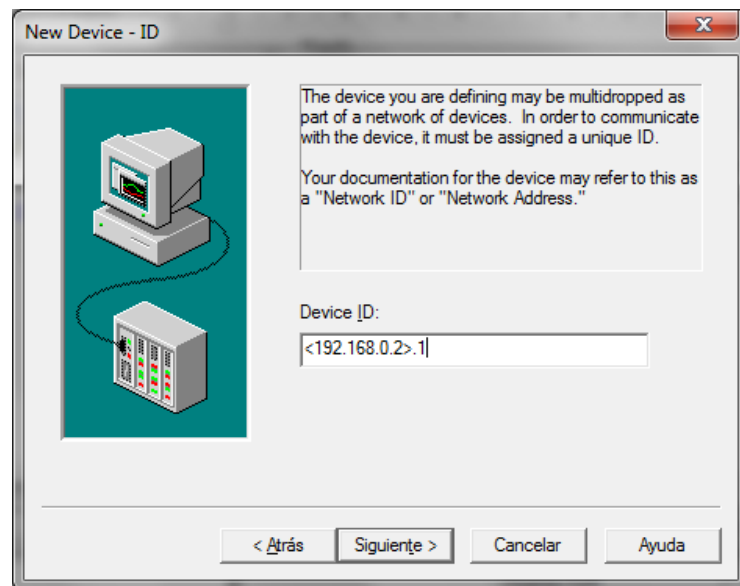 New Device - ID
The device you are defining may be multidropped as
part of a network of devices.  In order to communicate
with the device, it must be assigned a unique ID.
Your documentation for the device may refer to this as
a "Network ID" or "Network Address."
Device ID:
<192.168.0.2>.1
< Atrás   Siguiente >   Cancelar   Ayuda